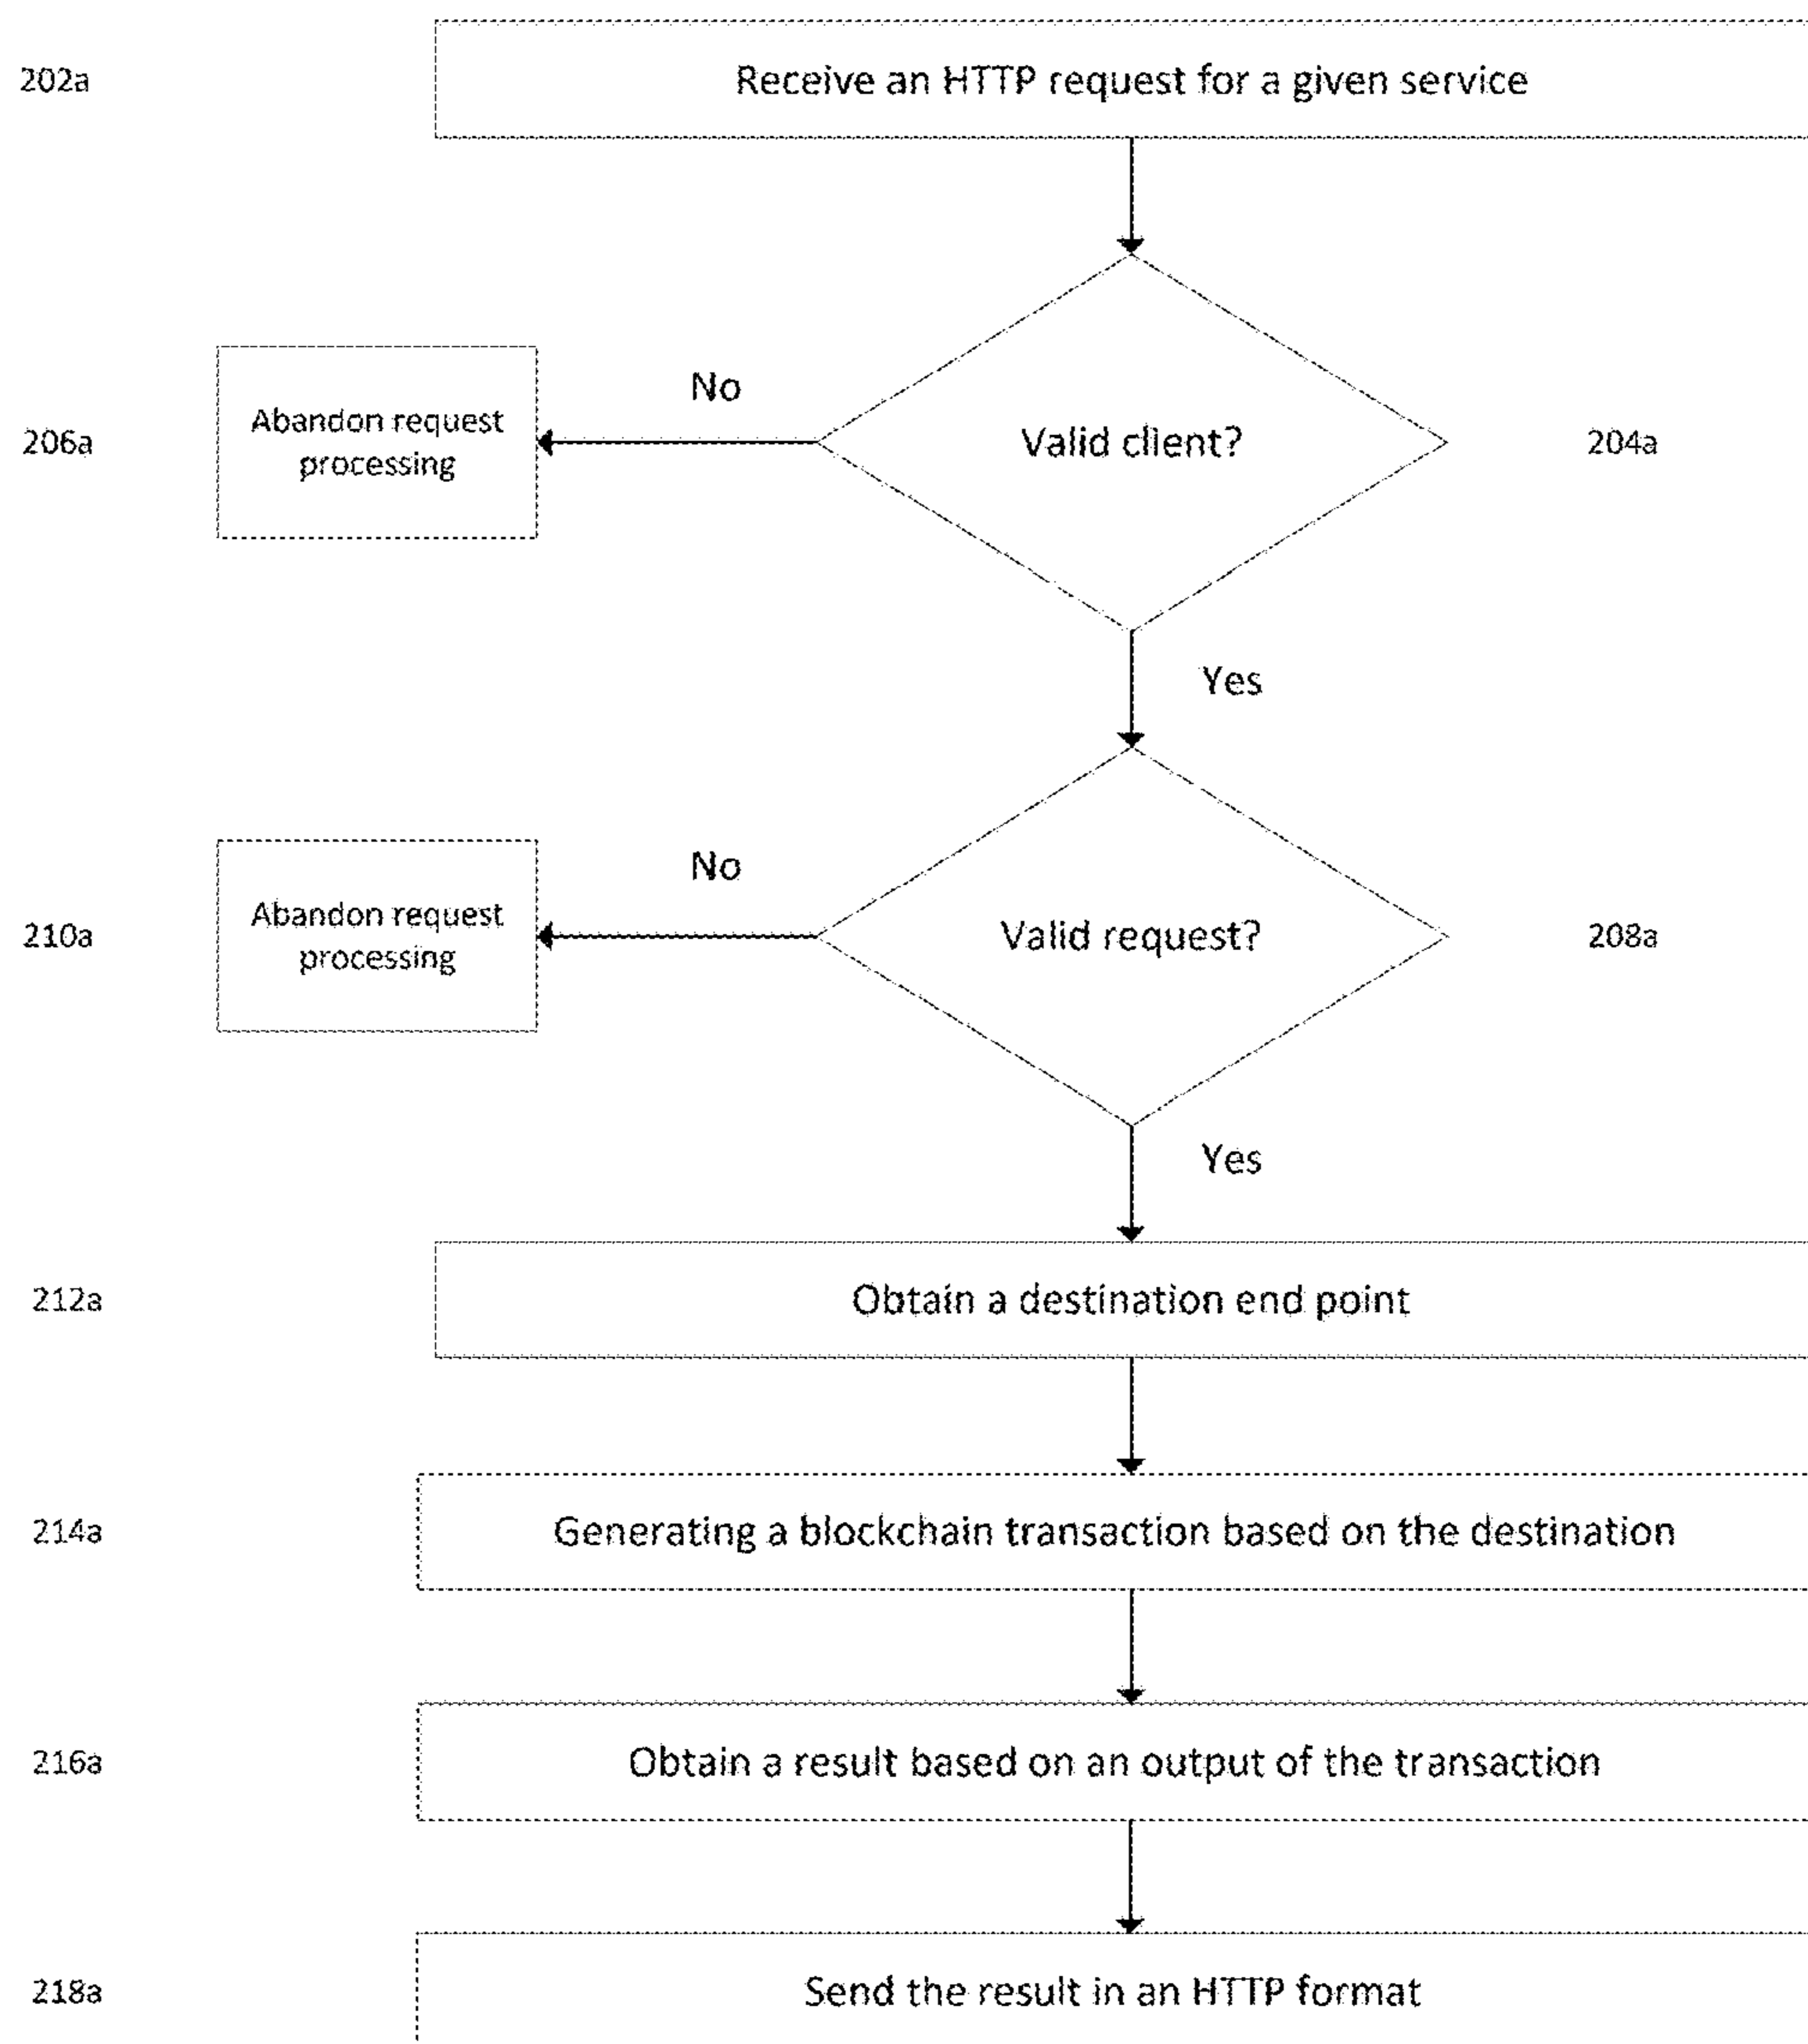 202a
Receive an HTTP request for a given service
No
Abandon request
processing
206a
Valid client?
204a
Yes
No
Abandon request
processing
210a
Valid request?
208a
Yes
212a
Obtain a destination end point
214a
Generating a blockchain transaction based on the destination
216a
Obtain a result based on an output of the transaction
218a
Send the result in an HTTP format